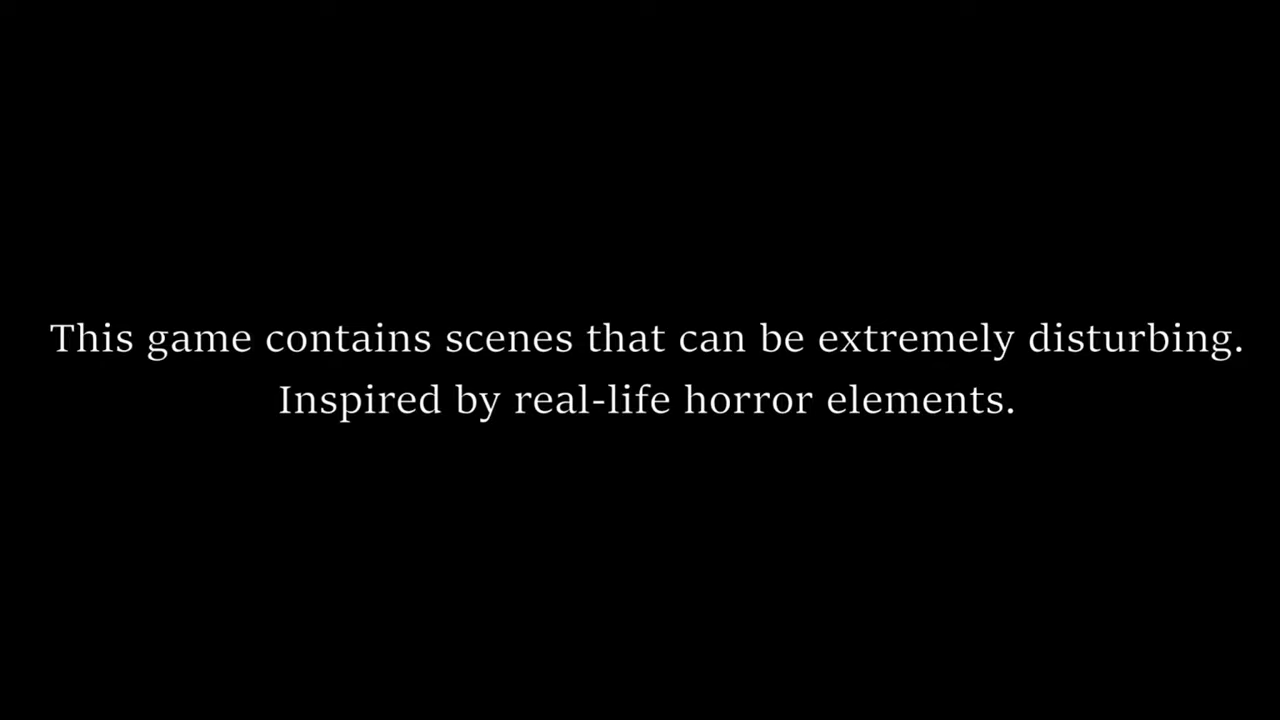 This game contains scenes that can be extremely disturbing.
Inspired by real-life horror elements.